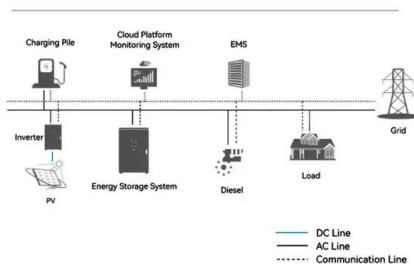 Charging Pile
Cloud Platform
Monitoring System
EMS
Grid
Inverter
PV
Energy Storage System
Diesel
Load
DC Line
AC Line
Communication Line